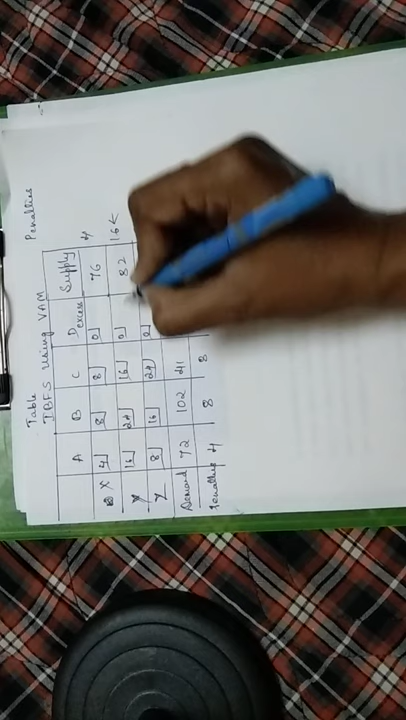 Table
IBFS using VAM
A B C D Supply Penalties
excess
X 4 8 8 0 76 4
Y 16 24 16 0 82 16←
Z 8 16 24 0
Demand 72 102 41
Penalties 4 8 8